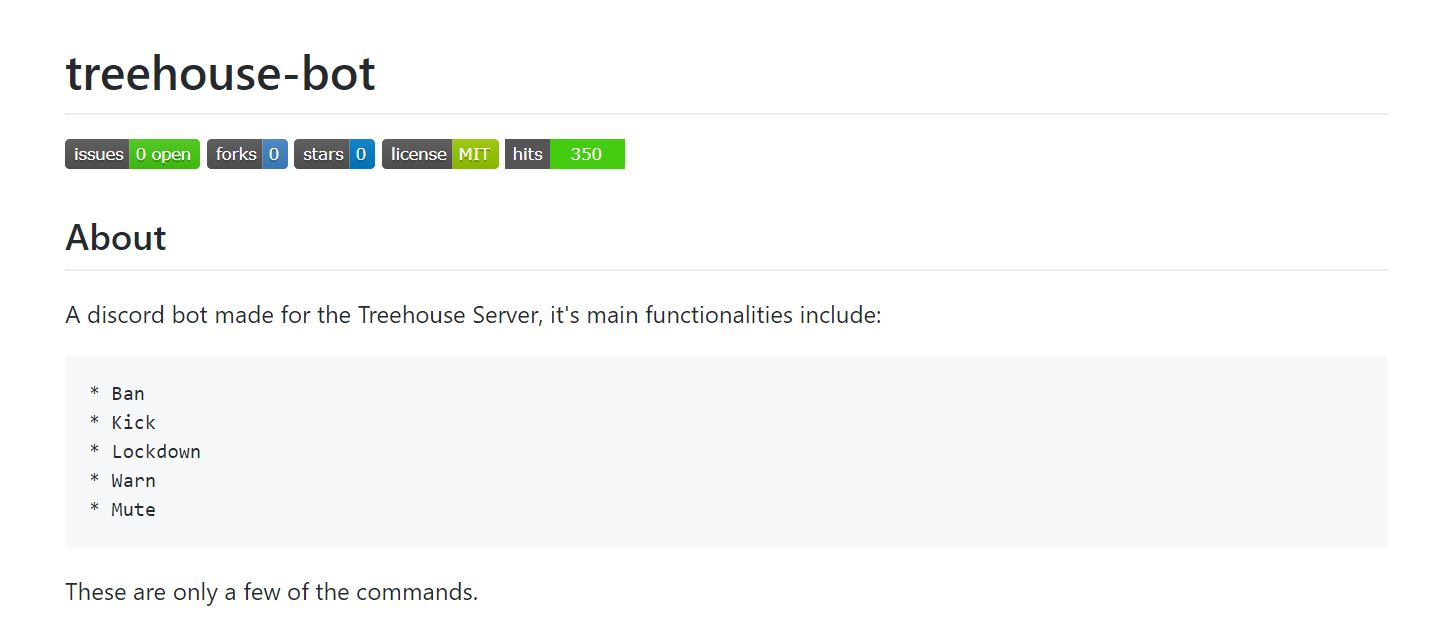 treehouse-bot
issues 0 open forks 0 stars 0 license MIT hits 350
About
A discord bot made for the Treehouse Server, it's main functionalities include:
* Ban
* Kick
* Lockdown
* Warn
* Mute
These are only a few of the commands.